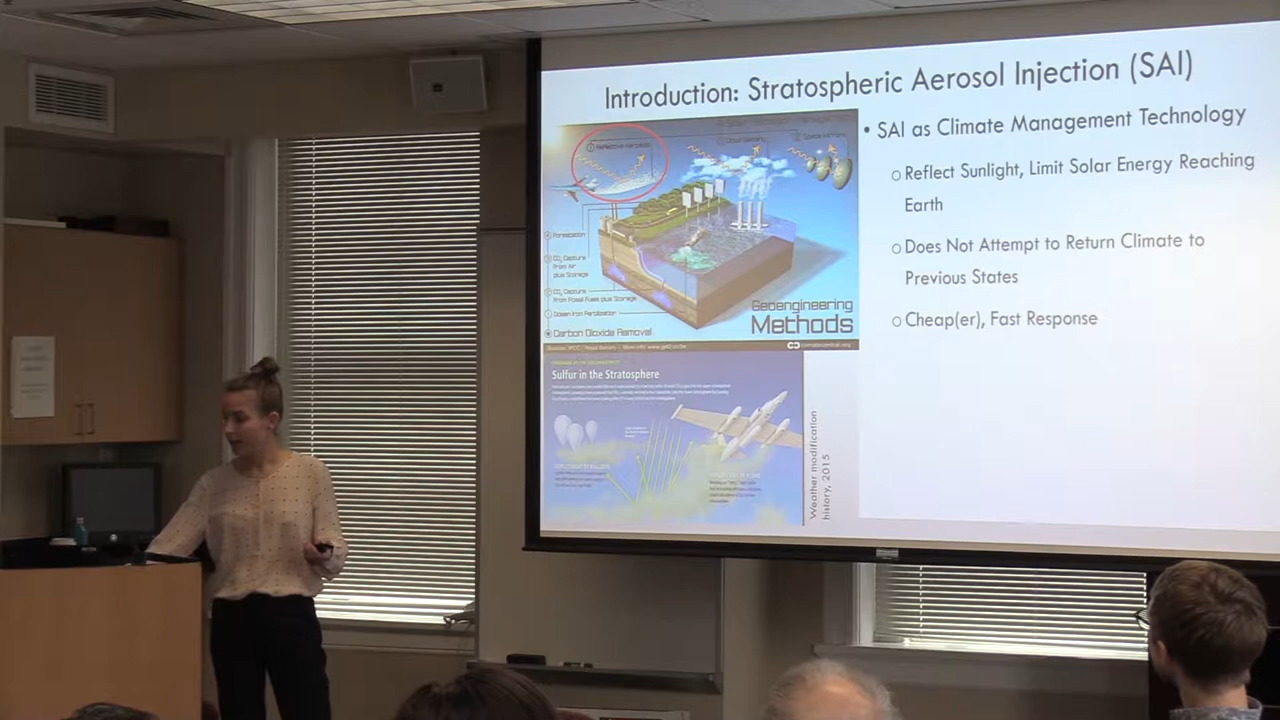 Introduction: Stratospheric Aerosol Injection (SAI)
• SAI as Climate Management Technology
○ Reflect Sunlight, Limit Solar Energy Reaching
Earth
○ Does Not Attempt to Return Climate to
Previous States
○ Cheap(er), Fast Response
Reflective Aerosols
Forestation
CO2 Capture
from Air
plus Storage
CO2 Capture
from Fossil Fuels plus Storage
Ocean Iron Fertilization
Carbon Dioxide Removal
Geoengineering
Methods
Sulfur in the Stratosphere
Weather modification
history, 2015